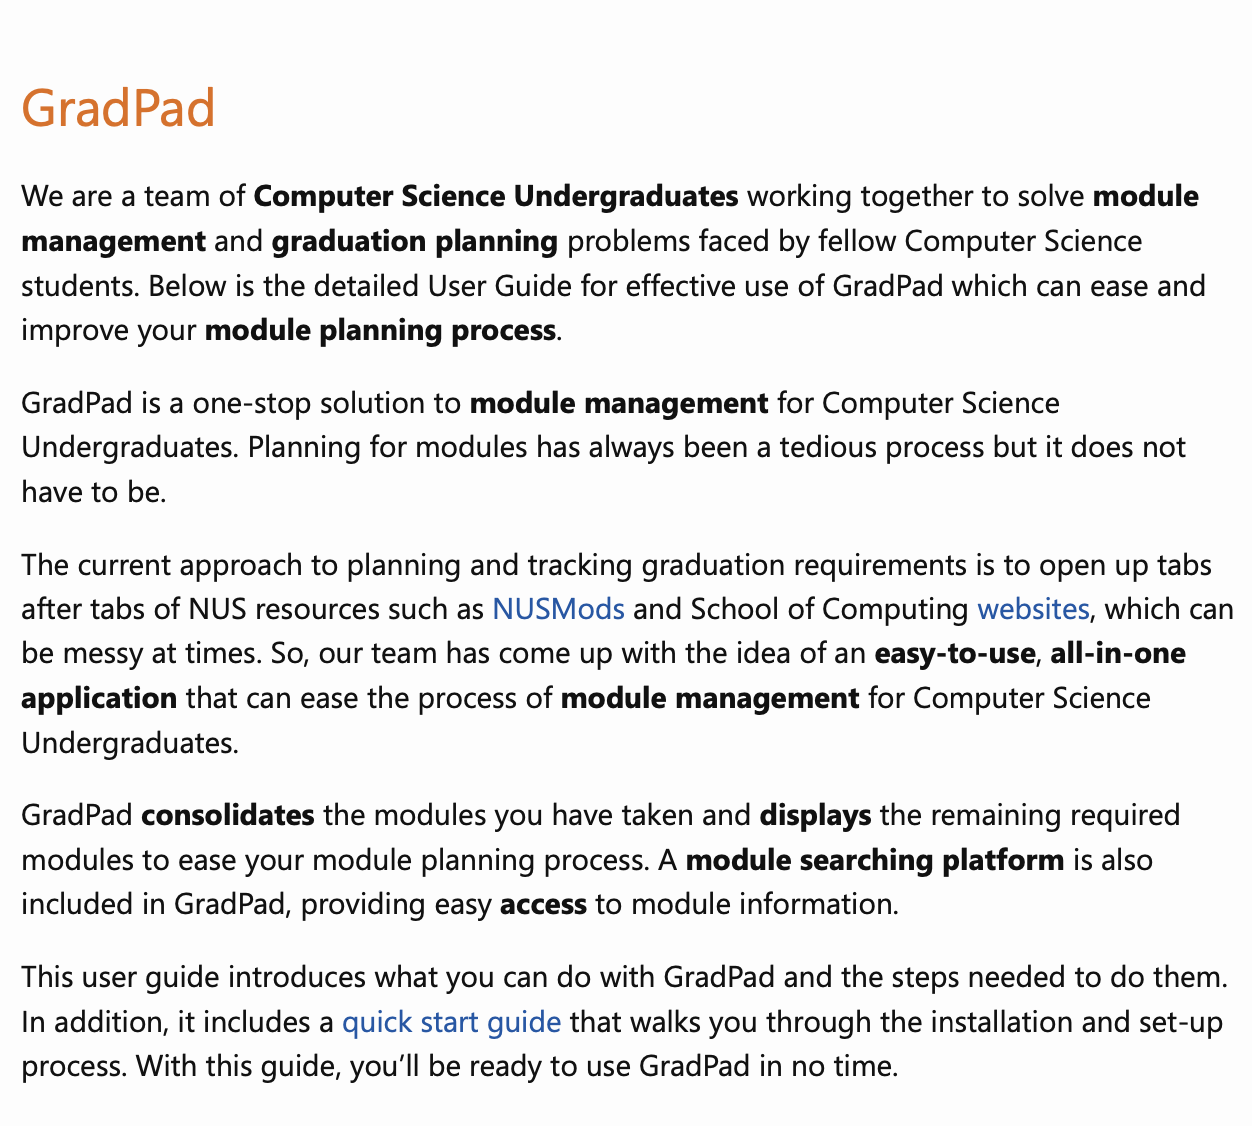 GradPad
We are a team of Computer Science Undergraduates working together to solve module
management and graduation planning problems faced by fellow Computer Science
students. Below is the detailed User Guide for effective use of GradPad which can ease and
improve your module planning process.
GradPad is a one-stop solution to module management for Computer Science
Undergraduates. Planning for modules has always been a tedious process but it does not
have to be.
The current approach to planning and tracking graduation requirements is to open up tabs
after tabs of NUS resources such as NUSMods and School of Computing websites, which can
be messy at times. So, our team has come up with the idea of an easy-to-use, all-in-one
application that can ease the process of module management for Computer Science
Undergraduates.
GradPad consolidates the modules you have taken and displays the remaining required
modules to ease your module planning process. A module searching platform is also
included in GradPad, providing easy access to module information.
This user guide introduces what you can do with GradPad and the steps needed to do them.
In addition, it includes a quick start guide that walks you through the installation and set-up
process. With this guide, you’ll be ready to use GradPad in no time.